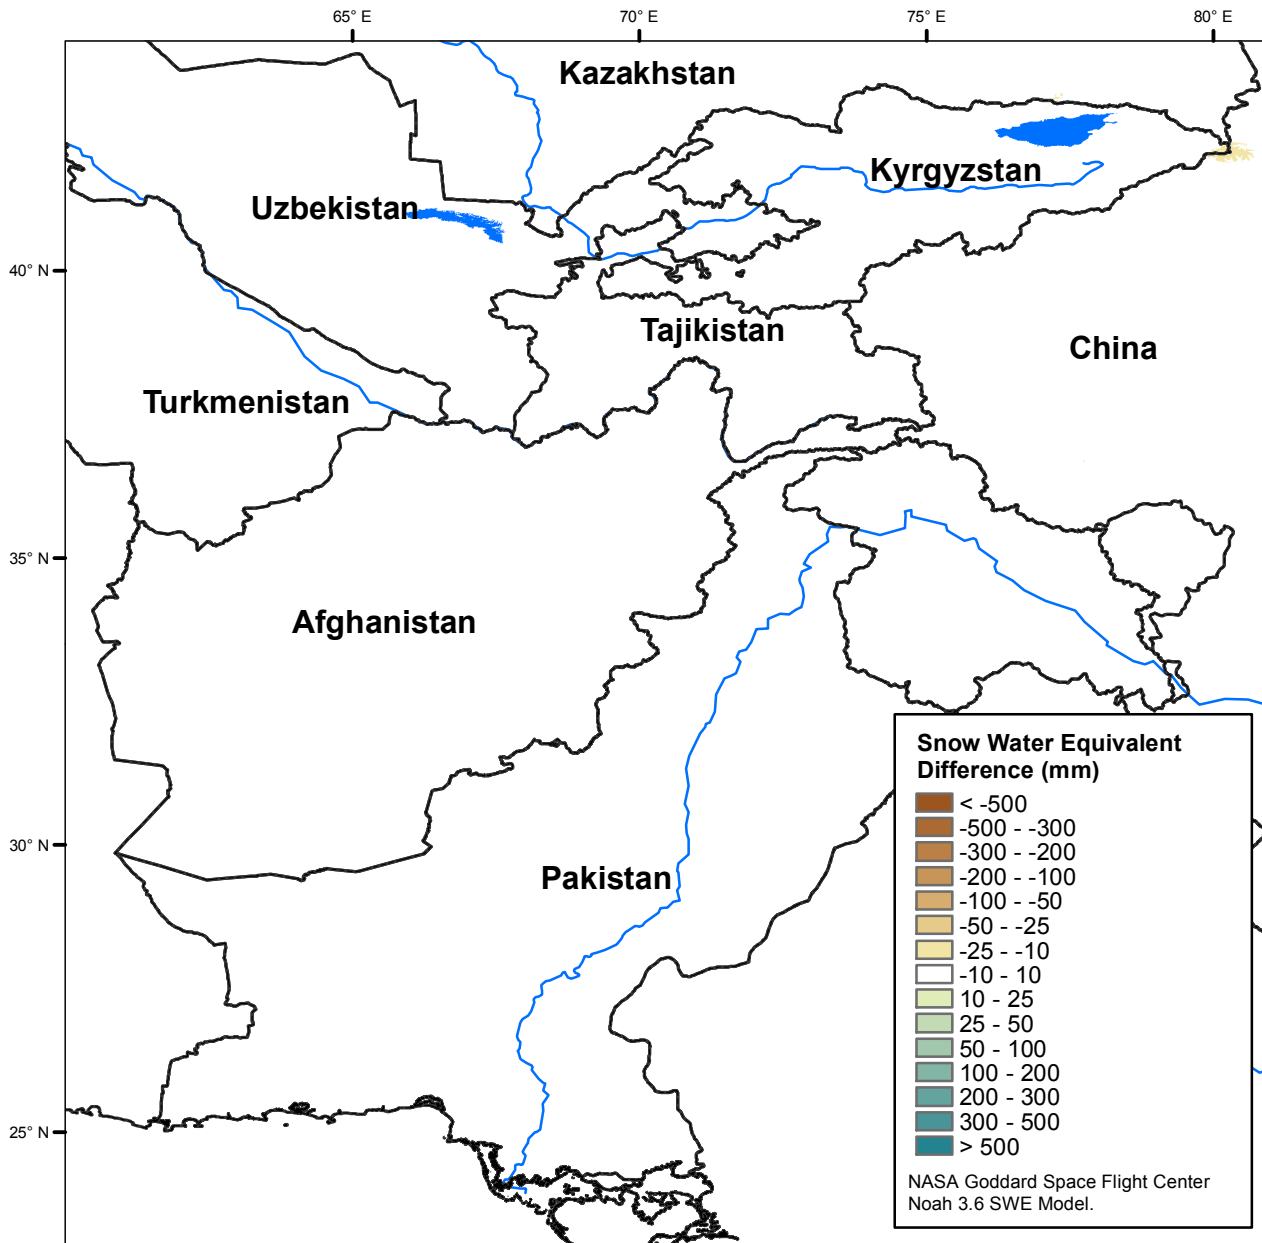 65° E
70° E
75° E
80° E
Kazakhstan
Kyrgyzstan
Uzbekistan
40° N
Tajikistan
China
Turkmenistan
35° N
Afghanistan
Snow Water Equivalent
Difference (mm)
< -500
-500 - -300
-300 - -200
-200 - -100
-100 - -50
-50 - -25
-25 - -10
-10 - 10
10 - 25
25 - 50
50 - 100
100 - 200
200 - 300
300 - 500
> 500
NASA Goddard Space Flight Center
Noah 3.6 SWE Model.
30° N
Pakistan
25° N